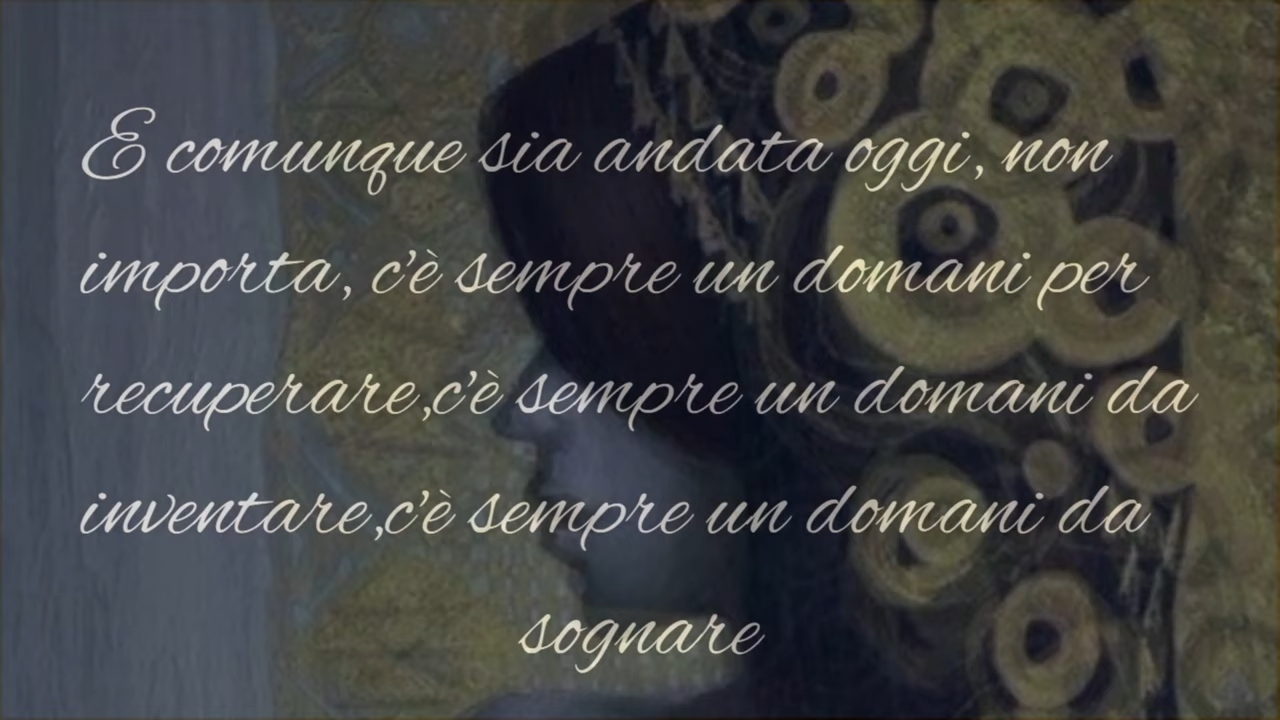 E comunque sia andata oggi, non
importa, c'è sempre un domani per
recuperare,c'è sempre un domani da
inventare,c'è sempre un domani da
sognare